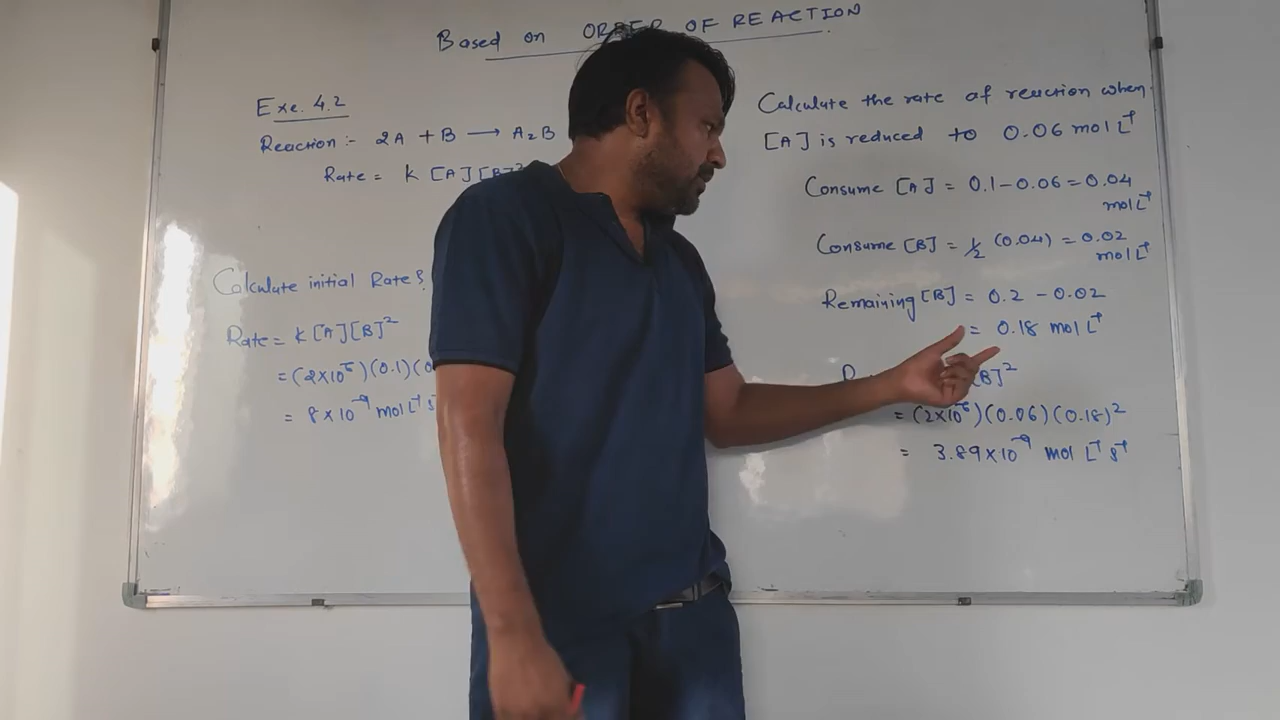 Based on ORDER OF REACTION
Exe. 4.2
Reaction :- 2A + B ⟶ A₂B
Rate = k [A][B]²
Calculate initial Rate?
Rate = k [A][B]²
= (2×10⁻⁶)(0.1)(0
= 8 × 10⁻⁹ mol L⁻¹ s
Calculate the rate of reaction when
[A] is reduced to 0.06 mol L⁻¹
Consume [A] = 0.1 – 0.06 = 0.04
mol L⁻¹
Consume [B] = 1/2 (0.04) = 0.02
mol L⁻¹
Remaining [B] = 0.2 – 0.02
= 0.18 mol L⁻¹
[B]²
= (2×10⁻⁶)(0.06)(0.18)²
= 3.89×10⁻⁹ mol L⁻¹ s⁻¹